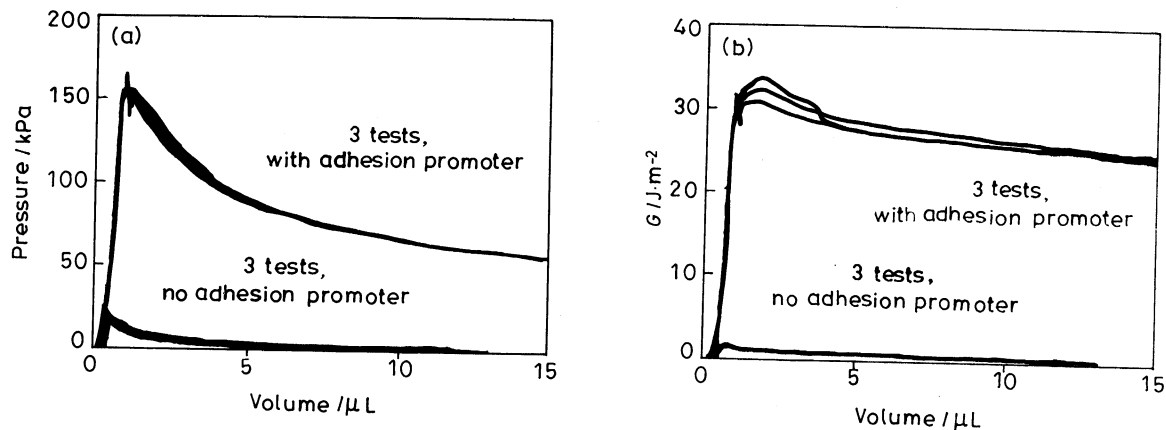 (a)
200
150
100
50
0
Pressure / kPa
3 tests,
with adhesion promoter
3 tests,
no adhesion promoter
0 5 10 15
Volume /μL
(b)
40
30
20
10
0
G /J·m⁻²
3 tests,
with adhesion promoter
3 tests,
no adhesion promoter
0 5 10 15
Volume /μL